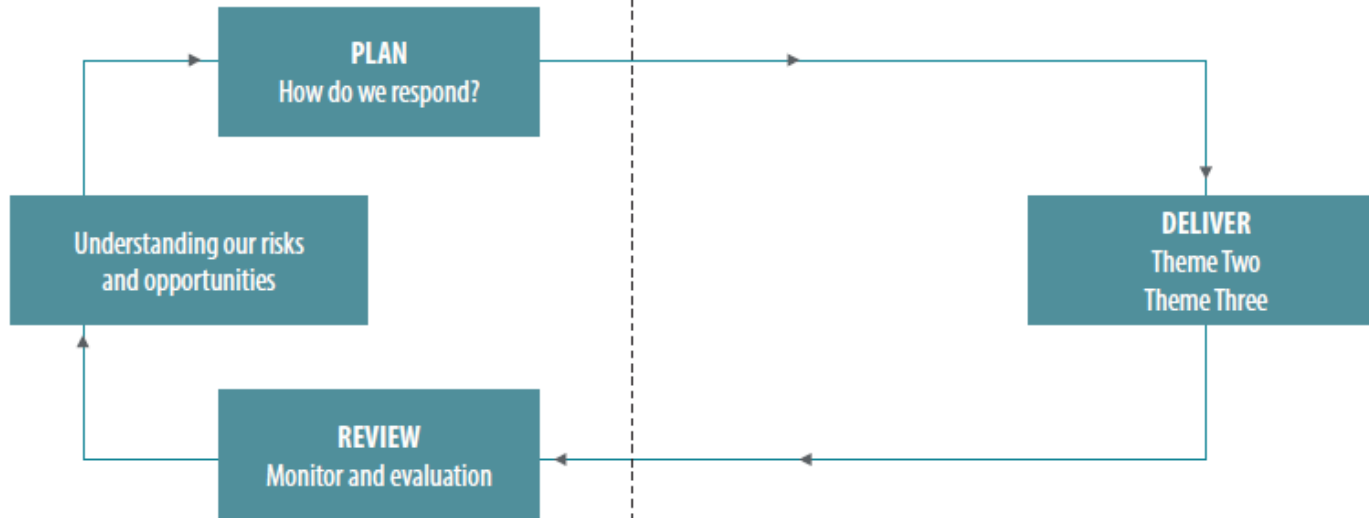 PLAN
How do we respond?
Understanding our risks
and opportunities
DELIVER
Theme Two
Theme Three
REVIEW
Monitor and evaluation